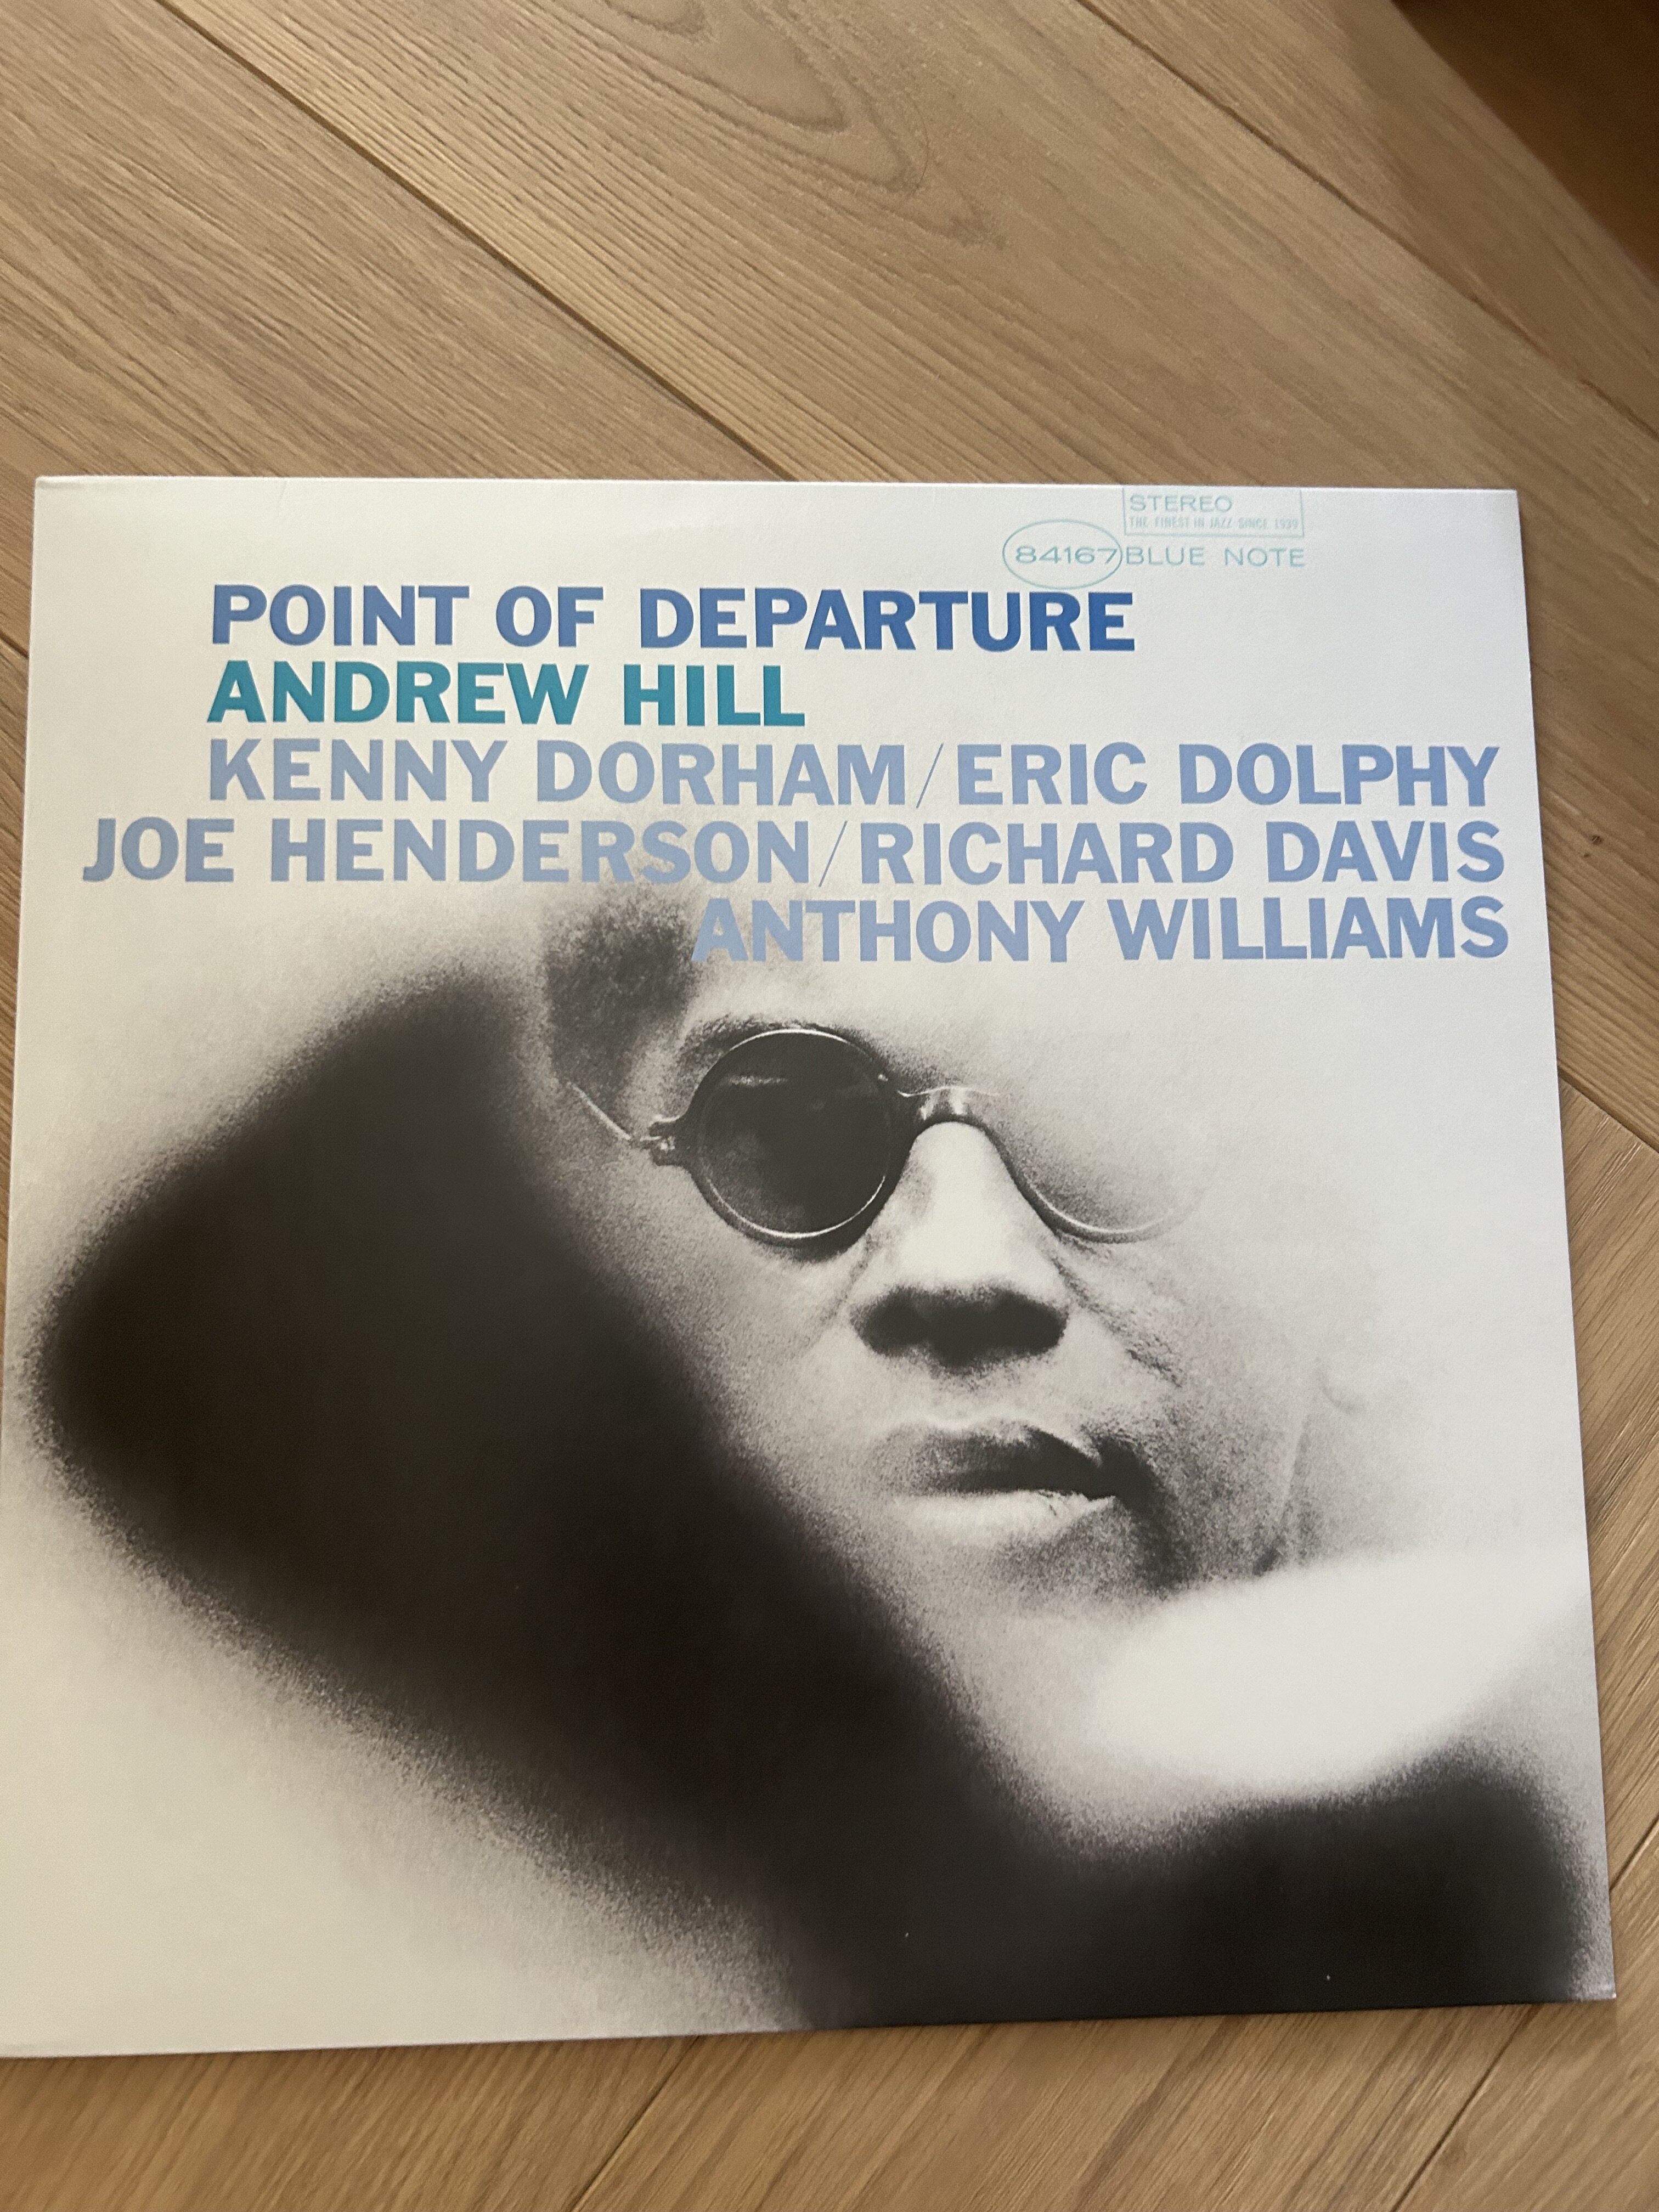 STEREO
THE FINEST IN JAZZ SINCE 1939
84167 BLUE NOTE
POINT OF DEPARTURE
ANDREW HILL
KENNY DORHAM/ERIC DOLPHY
JOE HENDERSON/RICHARD DAVIS
ANTHONY WILLIAMS